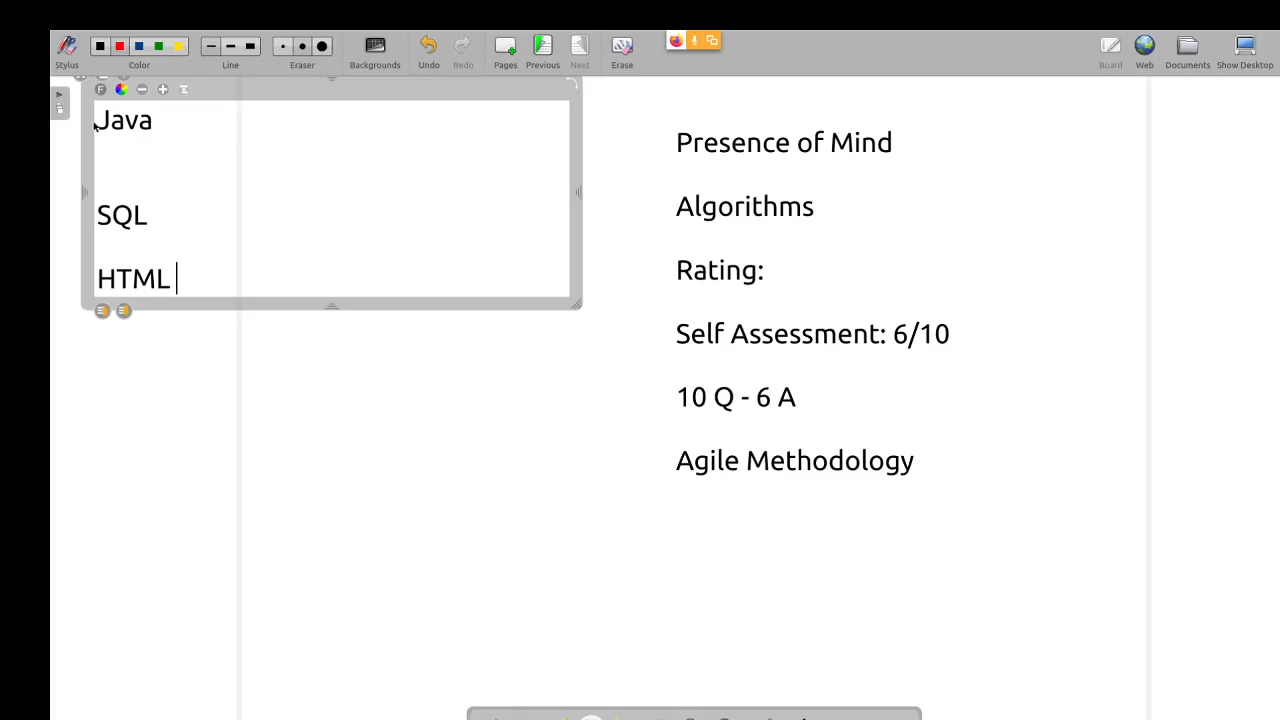 Stylus
Color
Line
Eraser
Backgrounds
Undo
Redo
Pages
Previous
Next
Erase
Board
Web
Documents
Show Desktop
F
Java
SQL
HTML
Presence of Mind
Algorithms
Rating:
Self Assessment: 6/10
10 Q - 6 A
Agile Methodology